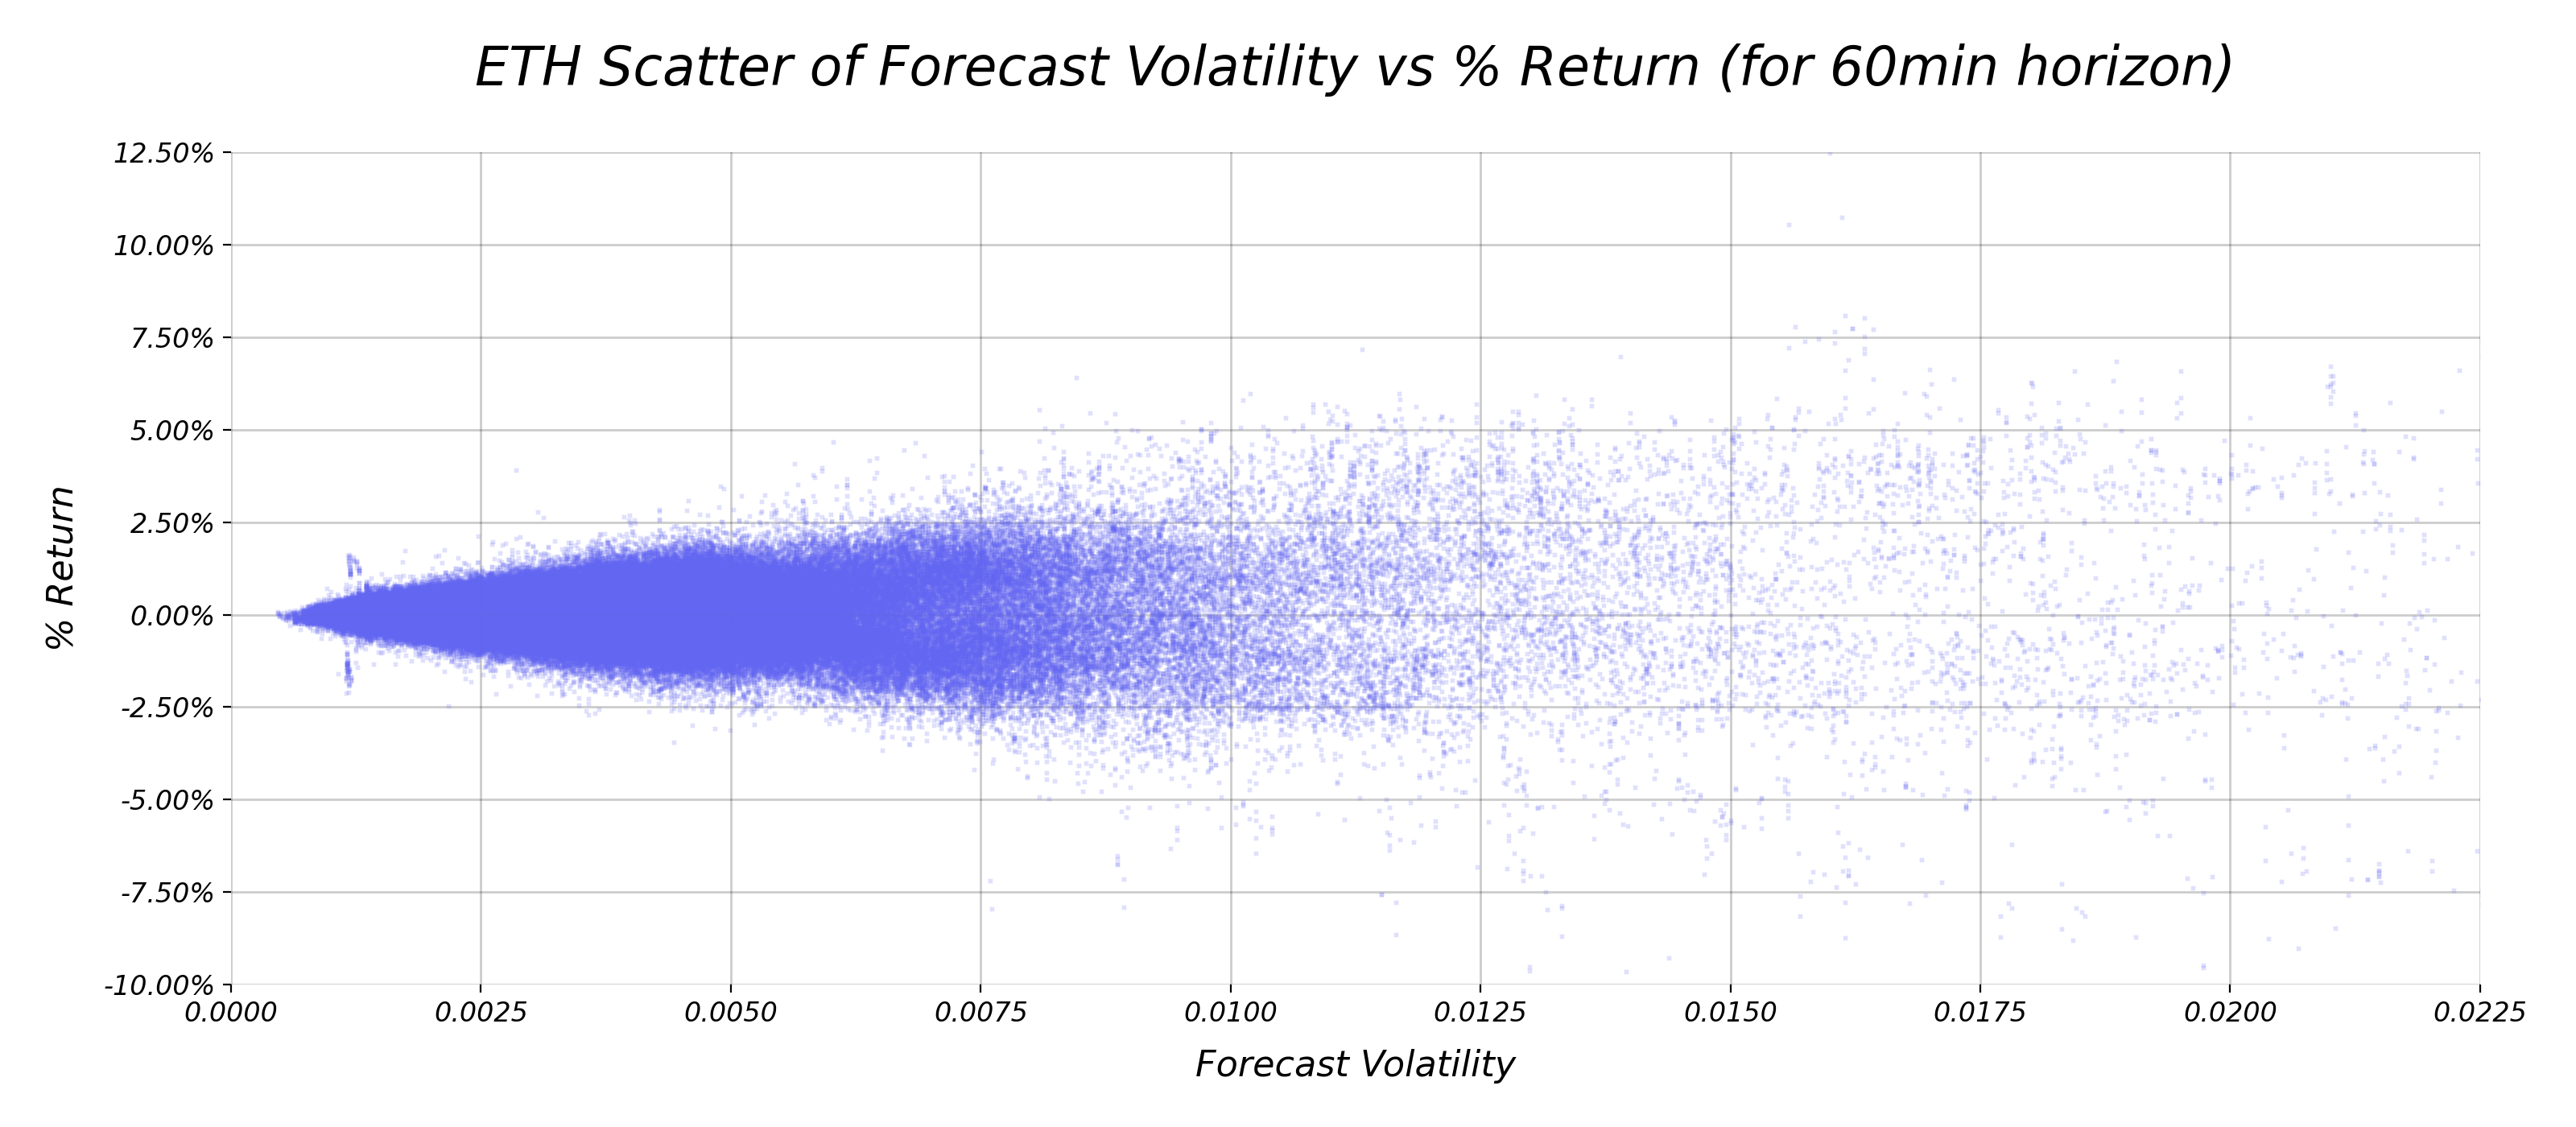 ETH Scatter of Forecast Volatility vs % Return (for 60min horizon)
12.50%
10.00%
7.50%
5.00%
2.50%
0.00%
-2.50%
-5.00%
-7.50%
-10.00%
% Return
0.0000 0.0025 0.0050 0.0075 0.0100 0.0125 0.0150 0.0175 0.0200 0.0225
Forecast Volatility